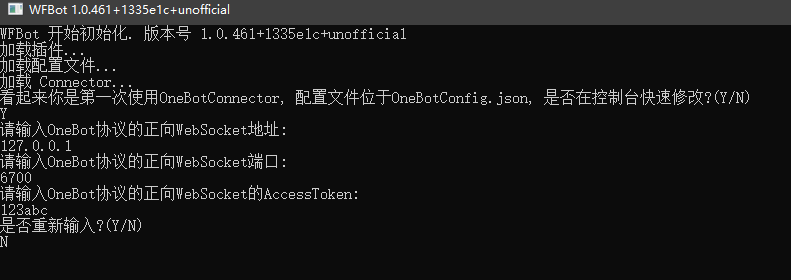 WFBot 1.0.461+1335e1c+unofficial
WFBot 开始初始化. 版本号 1.0.461+1335e1c+unofficial
加载插件...
加载配置文件...
加载 Connector...
看起来你是第一次使用OneBotConnector, 配置文件位于OneBotConfig.json, 是否在控制台快速修改?(Y/N)
Y
请输入OneBot协议的正向WebSocket地址:
127.0.0.1
请输入OneBot协议的正向WebSocket端口:
6700
请输入OneBot协议的正向WebSocket的AccessToken:
123abc
是否重新输入?(Y/N)
N